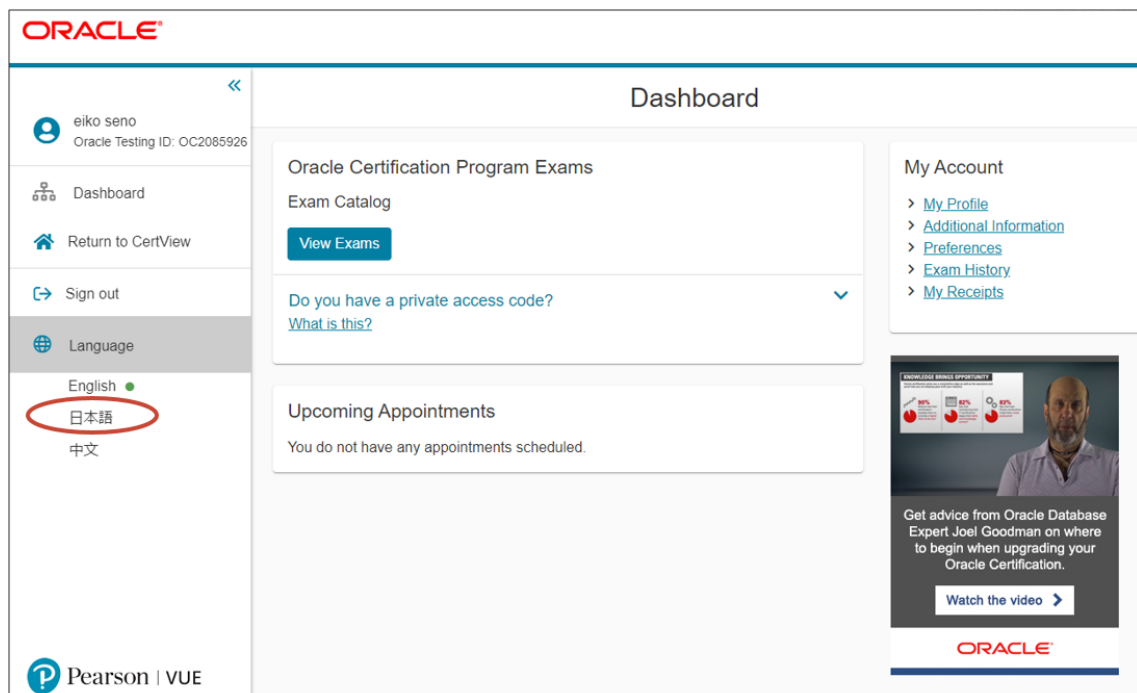 ORACLE
eiko seno
Oracle Testing ID: OC2085926
Dashboard
Return to CertView
Sign out
Language
English
日本語
中文
Pearson | VUE
Dashboard
Oracle Certification Program Exams
Exam Catalog
View Exams
Do you have a private access code?
What is this?
Upcoming Appointments
You do not have any appointments scheduled.
My Account
My Profile
Additional Information
Preferences
Exam History
My Receipts
KNOWLEDGE BRINGS OPPORTUNITY
90%
92%
93%
Get advice from Oracle Database
Expert Joel Goodman on where
to begin when upgrading your
Oracle Certification.
Watch the video
ORACLE